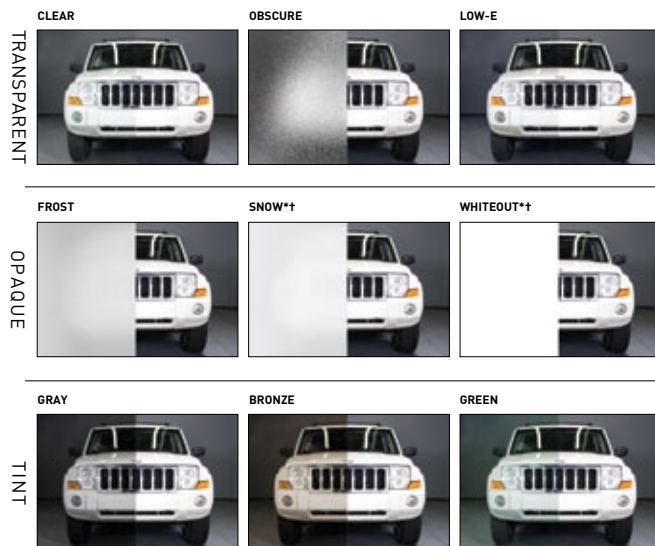 CLEAR
OBSCURE
LOW-E
TRANSPARENT
FROST
SNOW*†
WHITEOUT*†
OPAQUE
GRAY
BRONZE
GREEN
TINT